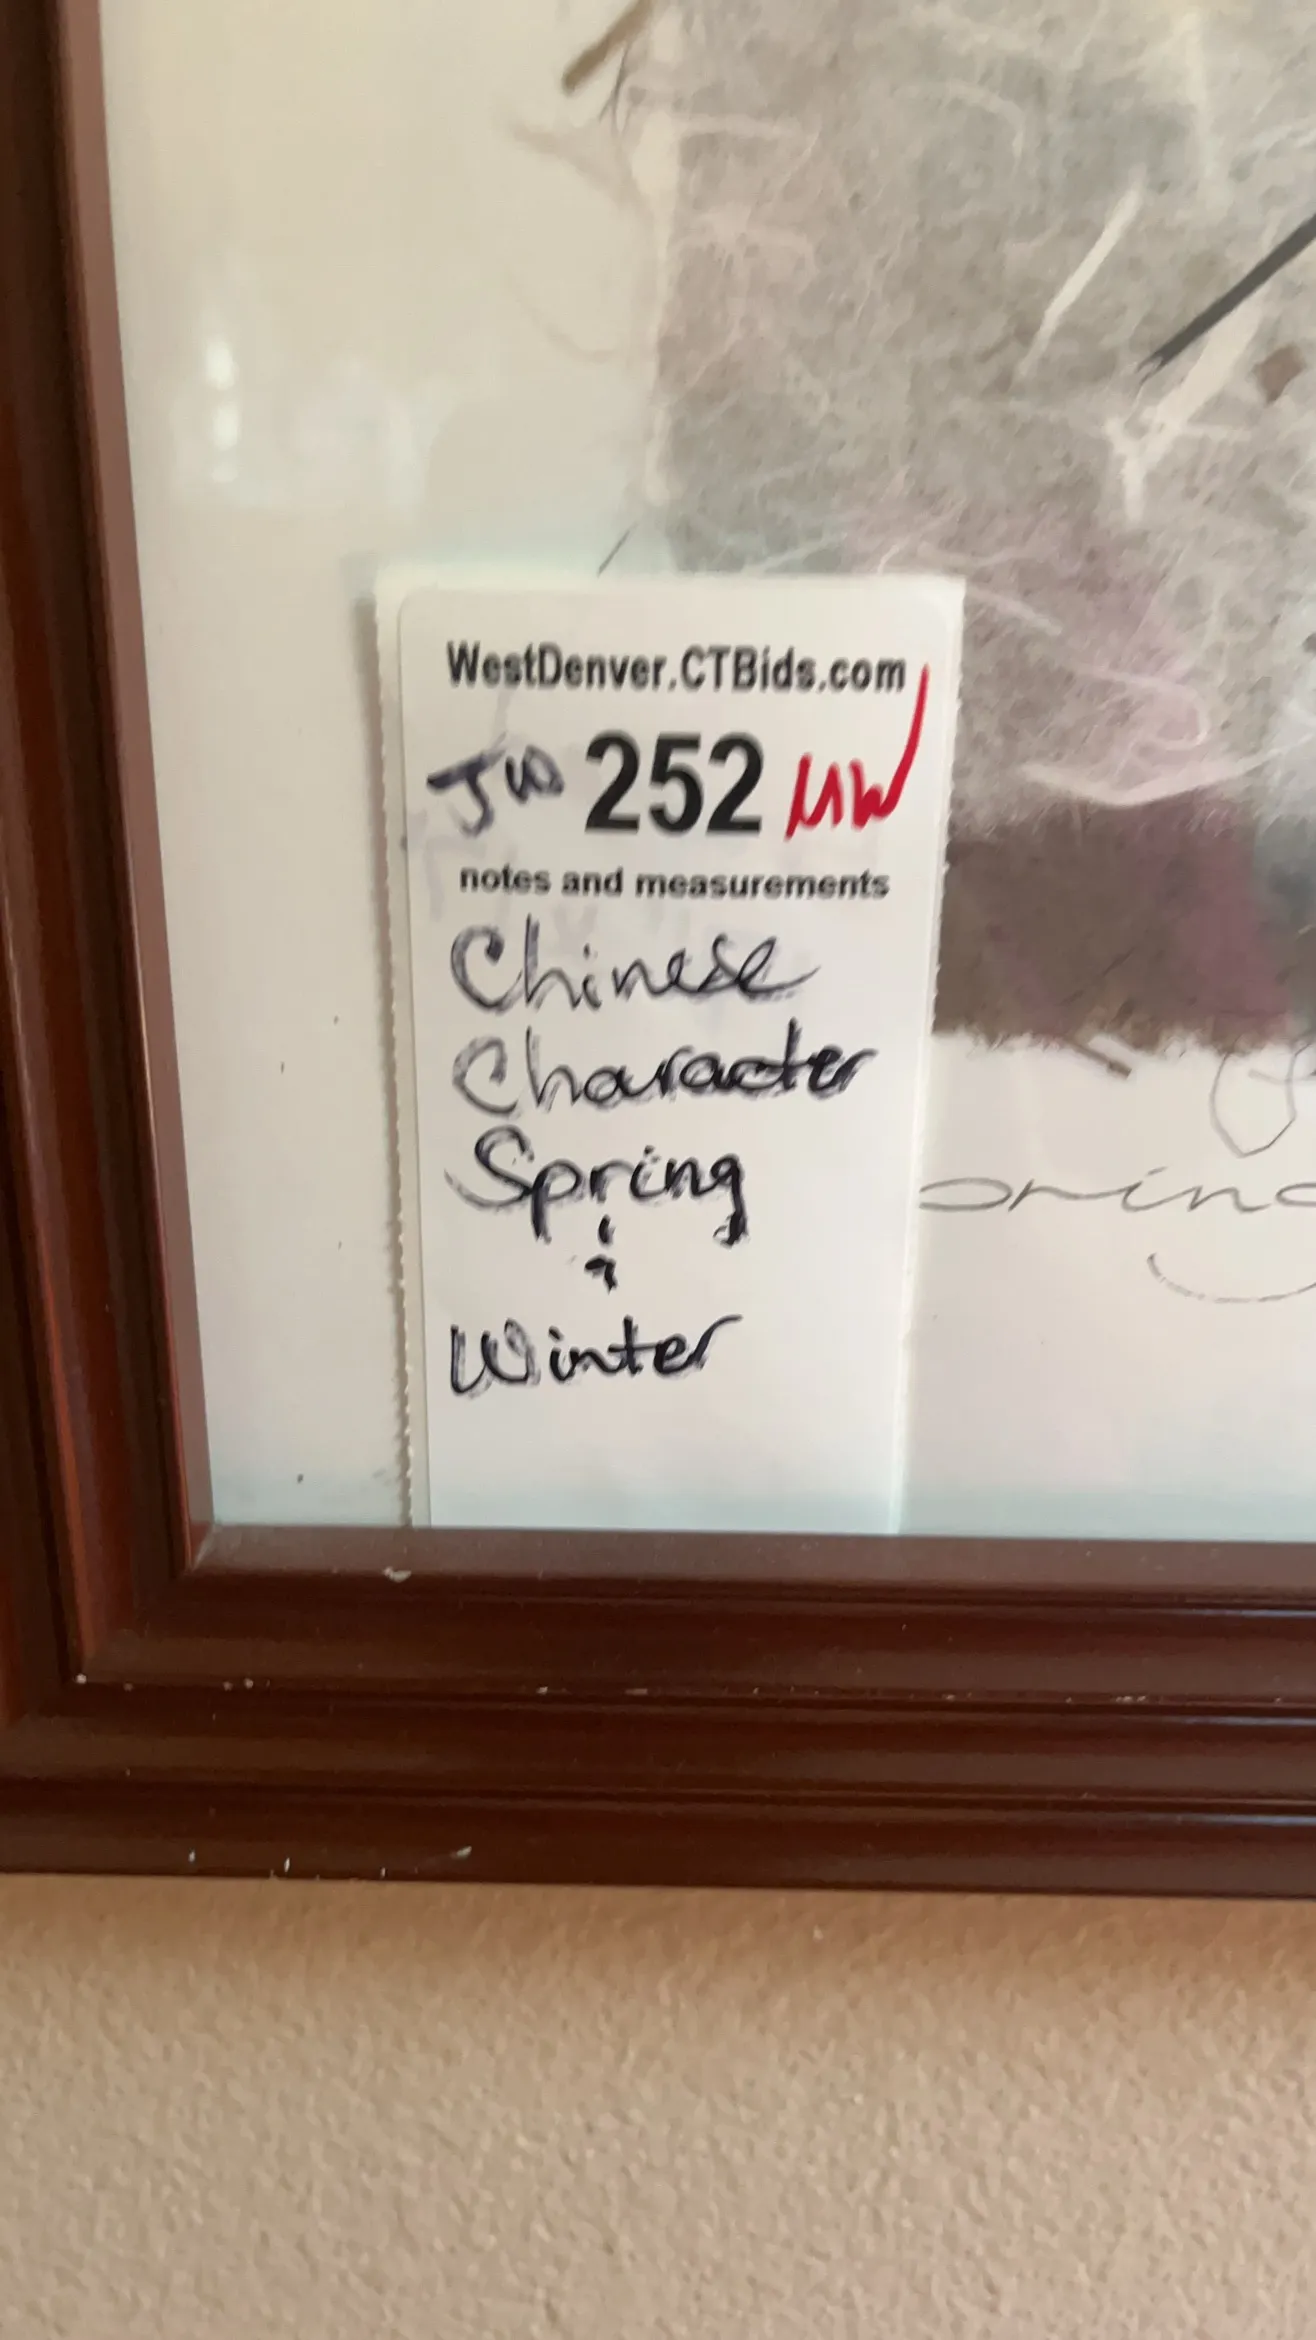 WestDenver.CTBids.com
JW 252 MW
notes and measurements
Chinese
Character
Spring
&
Winter